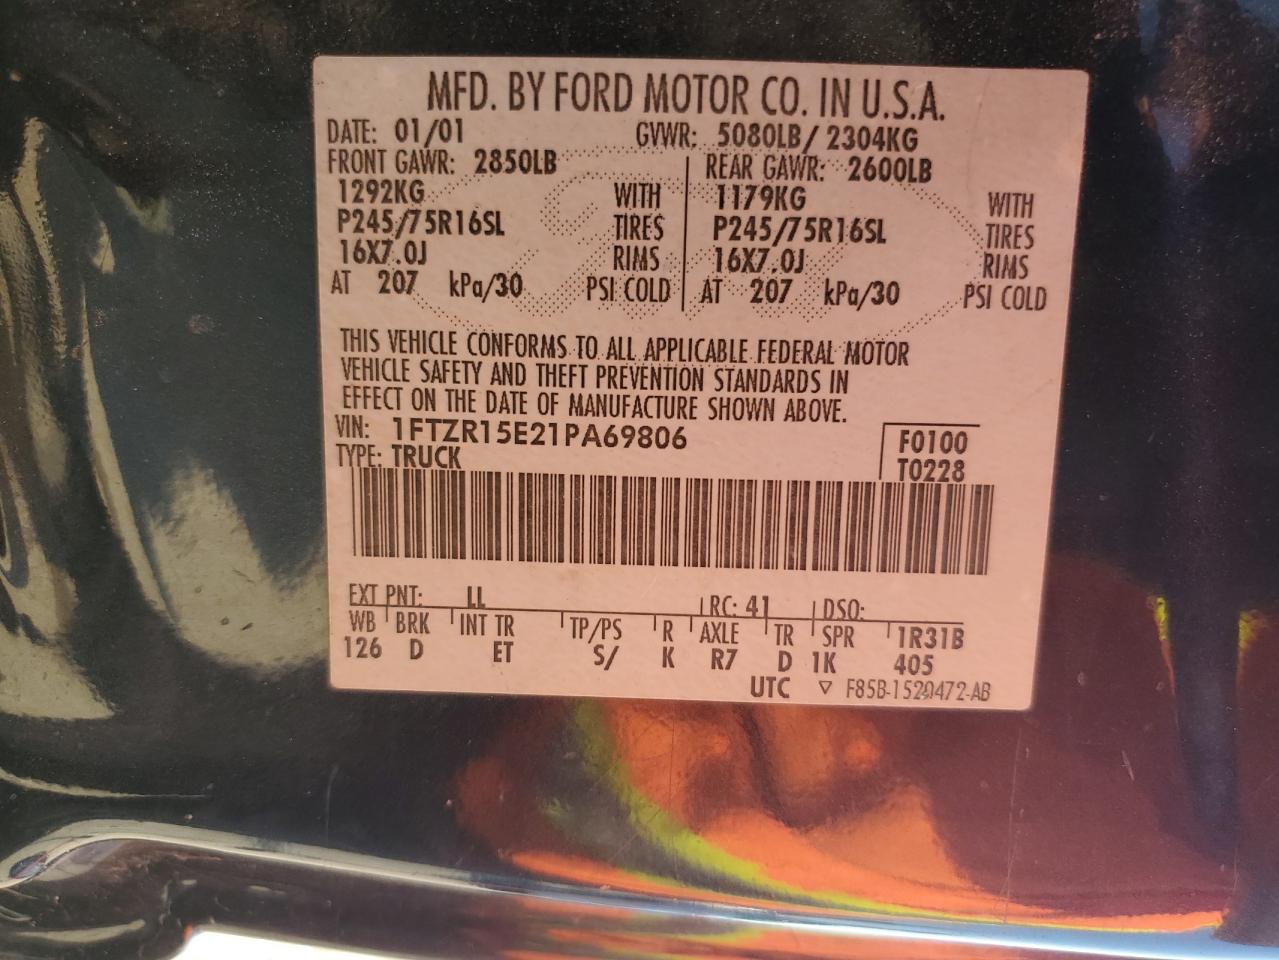 MFD. BY FORD MOTOR CO. IN U.S.A.
DATE: 01/01 GVWR: 5080LB/ 2304KG
FRONT GAWR: 2850LB REAR GAWR: 2600LB
1292KG WITH 1179KG WITH
P245/75R16SL TIRES P245/75R16SL TIRES
16X7.0J RIMS 16X7.0J RIMS
AT 207 kPa/30 PSI COLD AT 207 kPa/30 PSI COLD
THIS VEHICLE CONFORMS TO ALL APPLICABLE FEDERAL MOTOR
VEHICLE SAFETY AND THEFT PREVENTION STANDARDS IN
EFFECT ON THE DATE OF MANUFACTURE SHOWN ABOVE.
VIN: 1FTZR15E21PA69806 F0100
TYPE: TRUCK T0228
EXT PNT: LL RC: 41 DSO:
WB BRK INT TR TP/PS R AXLE TR SPR 1R31B
126 D ET S/ K R7 D 1K 405
UTC ▽ F85B-1520472-AB